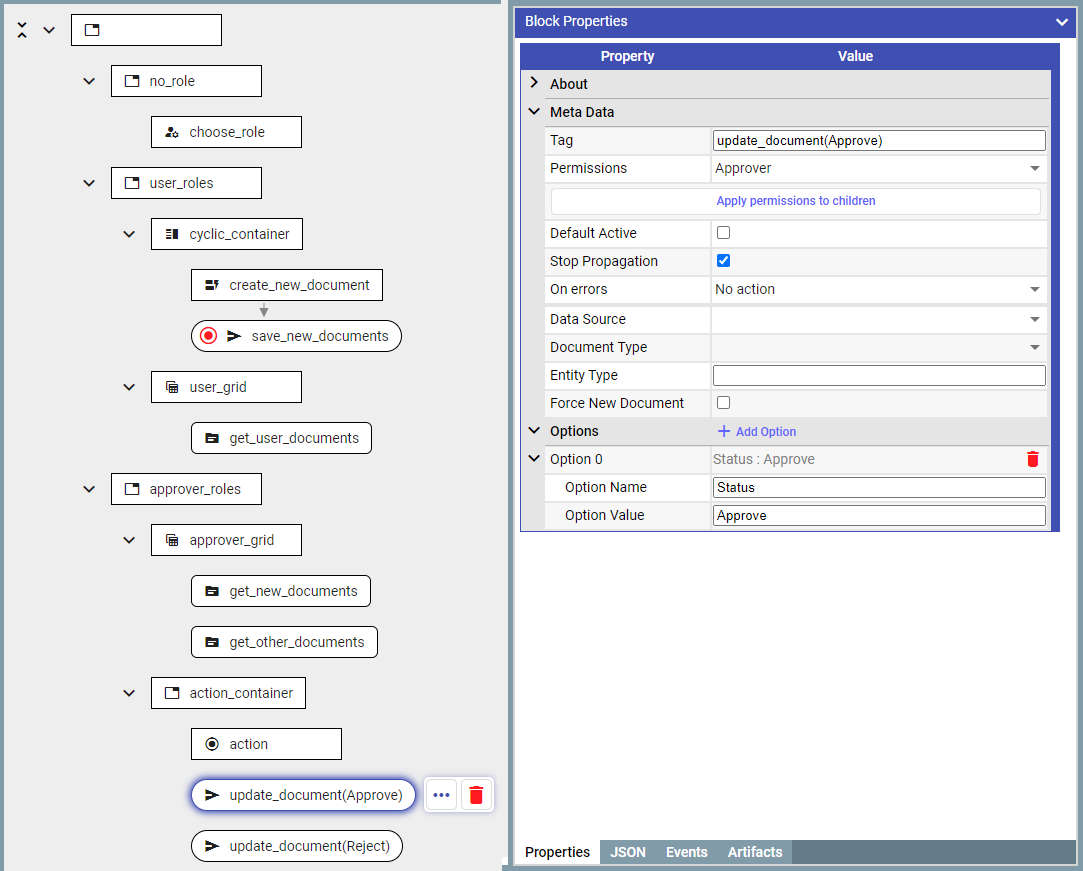 no_role
choose_role
user_roles
cyclic_container
create_new_document
save_new_documents
user_grid
get_user_documents
approver_roles
approver_grid
get_new_documents
get_other_documents
action_container
action
update_document(Approve)
update_document(Reject)
Block Properties
Property Value
About
Meta Data
Tag update_document(Approve)
Permissions Approver
Apply permissions to children
Default Active
Stop Propagation
On errors No action
Data Source
Document Type
Entity Type
Force New Document
Options Add Option
Option 0 Status : Approve
Option Name Status
Option Value Approve
Properties JSON Events Artifacts